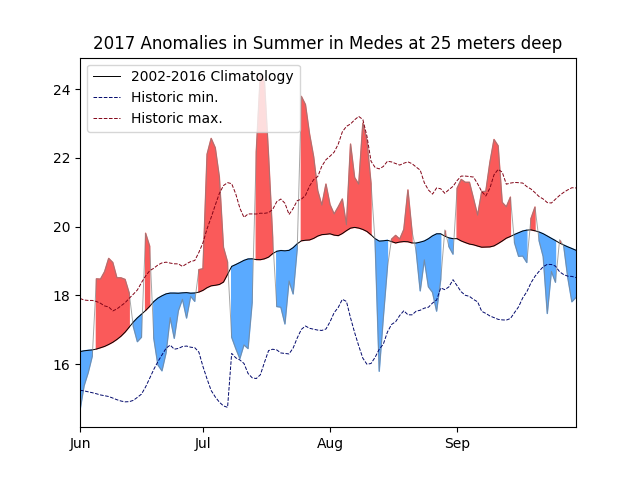 2017 Anomalies in Summer in Medes at 25 meters deep
2002-2016 Climatology
Historic min.
Historic max.
24
22
20
18
16
Jun Jul Aug Sep